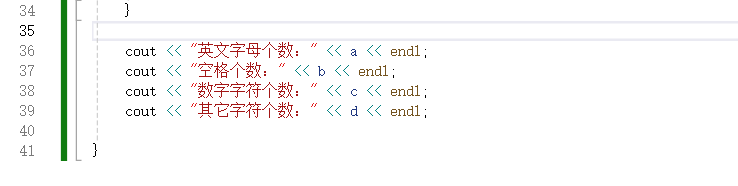 34 }
35
36 cout << "英文字母个数：" << a << endl;
37 cout << "空格个数：" << b << endl;
38 cout << "数字字符个数：" << c << endl;
39 cout << "其它字符个数：" << d << endl;
40
41 }